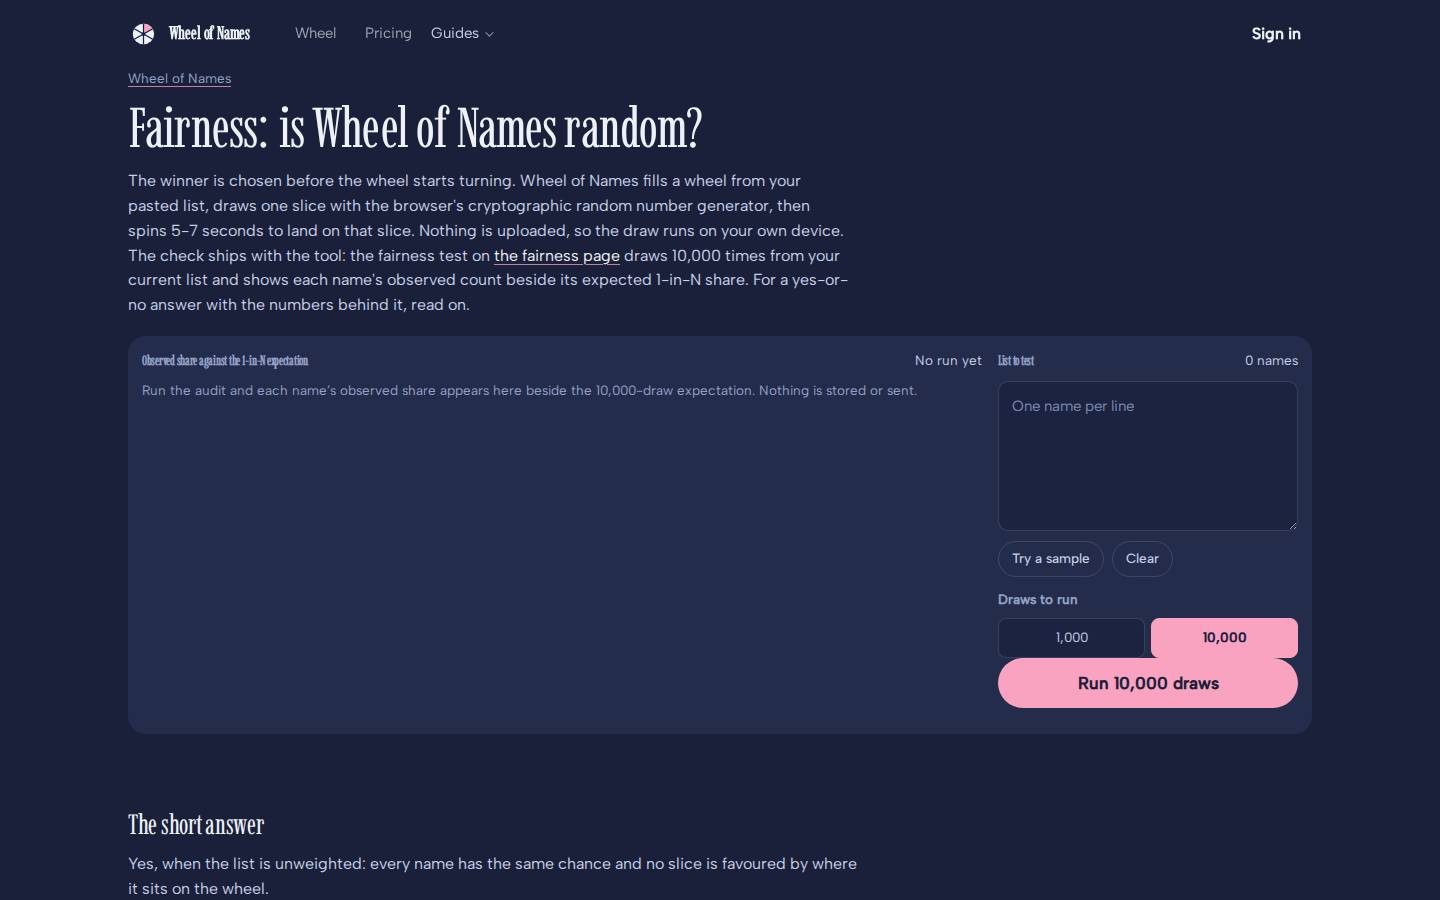 Wheel of Names
Wheel
Pricing
Guides
Sign in
Wheel of Names
Fairness: is Wheel of Names random?
The winner is chosen before the wheel starts turning. Wheel of Names fills a wheel from your
pasted list, draws one slice with the browser's cryptographic random number generator, then
spins 5-7 seconds to land on that slice. Nothing is uploaded, so the draw runs on your own device.
The check ships with the tool: the fairness test on the fairness page draws 10,000 times from your
current list and shows each name's observed count beside its expected 1-in-N share. For a yes-or-
no answer with the numbers behind it, read on.
Observed share against the 1-in-N expectation
No run yet
Run the audit and each name's observed share appears here beside the 10,000-draw expectation. Nothing is stored or sent.
List to test
0 names
One name per line
Try a sample
Clear
Draws to run
1,000
10,000
Run 10,000 draws
The short answer
Yes, when the list is unweighted: every name has the same chance and no slice is favoured by where
it sits on the wheel.